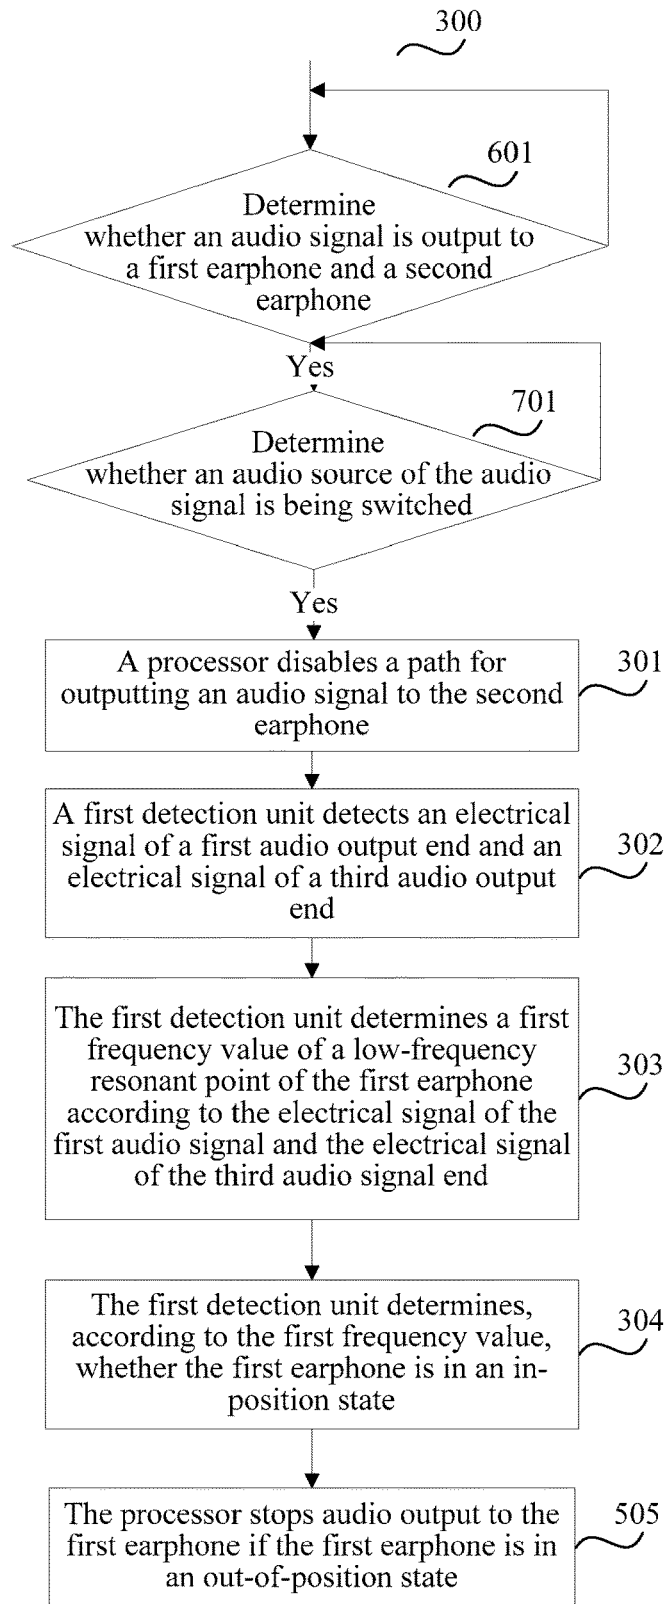 300
601
Determine
whether an audio signal is output to
a first earphone and a second
earphone
Yes
701
Determine
whether an audio source of the audio
signal is being switched
Yes
A processor disables a path for
outputting an audio signal to the second
earphone
301
A first detection unit detects an electrical
signal of a first audio output end and an
electrical signal of a third audio output
end
302
The first detection unit determines a first
frequency value of a low-frequency
resonant point of the first earphone
according to the electrical signal of the
first audio signal and the electrical signal
of the third audio signal end
303
The first detection unit determines,
according to the first frequency value,
whether the first earphone is in an in-
position state
304
The processor stops audio output to the
first earphone if the first earphone is in
an out-of-position state
505